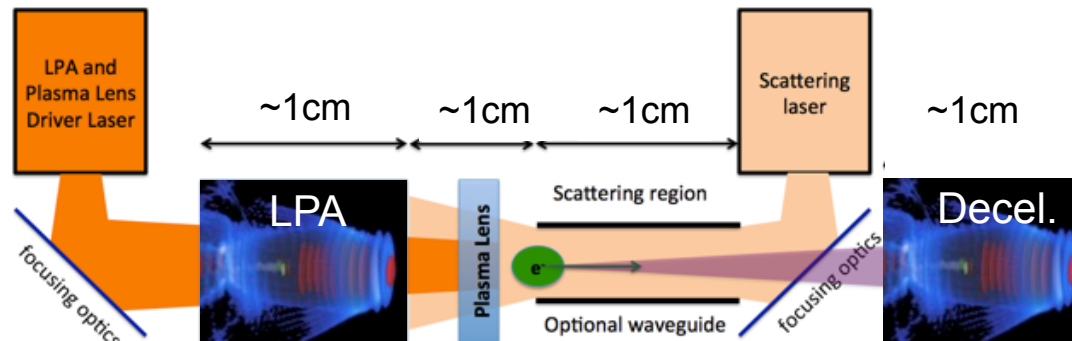 LPA and
Plasma Lens
Driver Laser
~1cm
~1cm
~1cm
Scattering
laser
~1cm
focusing optics
LPA
Plasma Lens
Scattering region
e-
Optional waveguide
focusing optics
Decel.